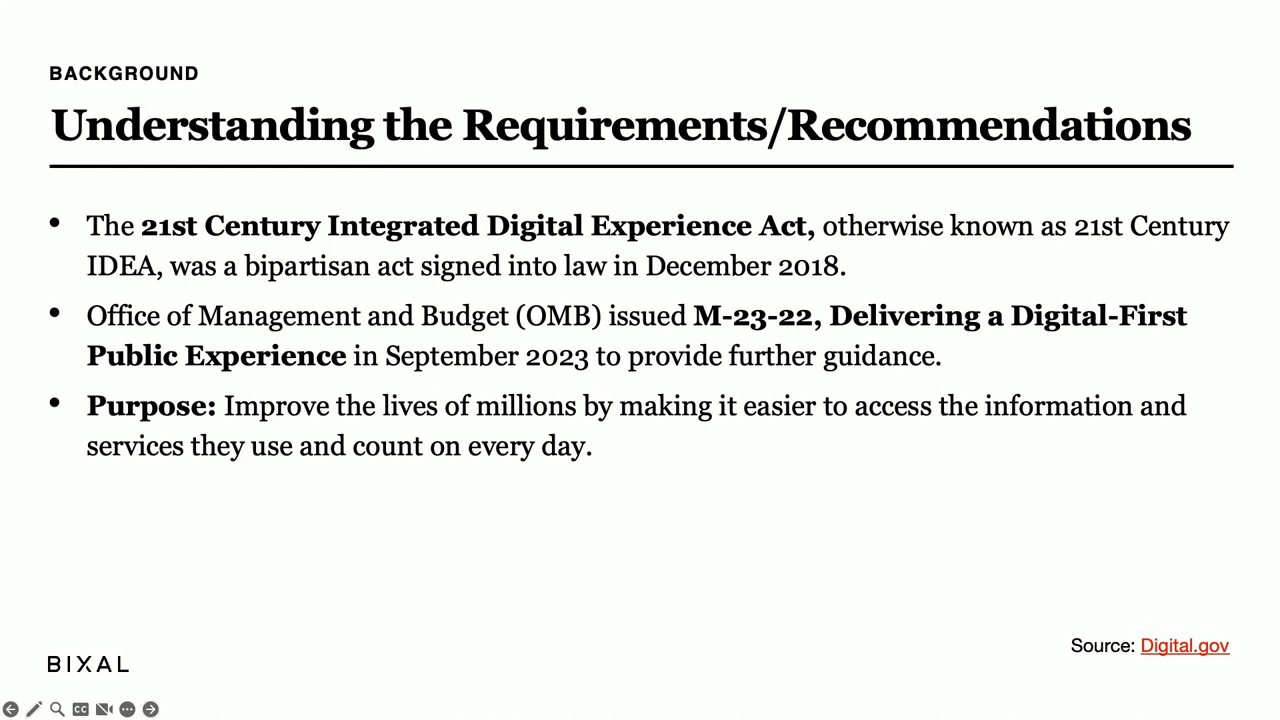 BACKGROUND
Understanding the Requirements/Recommendations
• The 21st Century Integrated Digital Experience Act, otherwise known as 21st Century
IDEA, was a bipartisan act signed into law in December 2018.
• Office of Management and Budget (OMB) issued M-23-22, Delivering a Digital-First
Public Experience in September 2023 to provide further guidance.
• Purpose: Improve the lives of millions by making it easier to access the information and
services they use and count on every day.
Source: Digital.gov
BIXAL
CC